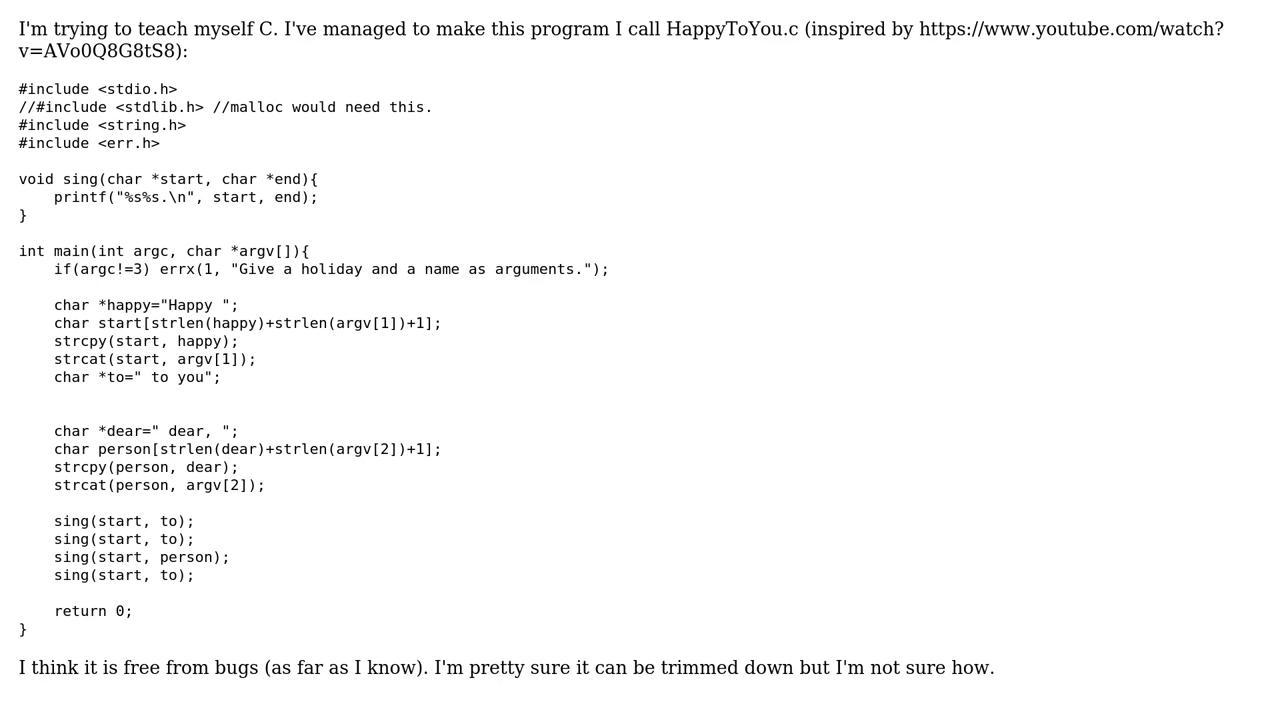 I'm trying to teach myself C. I've managed to make this program I call HappyToYou.c (inspired by https://www.youtube.com/watch?
v=AVo0Q8G8tS8):
#include <stdio.h>
//#include <stdlib.h> //malloc would need this.
#include <string.h>
#include <err.h>
void sing(char *start, char *end){
    printf("%s%s.\n", start, end);
}
int main(int argc, char *argv[]){
    if(argc!=3) errx(1, "Give a holiday and a name as arguments.");
    char *happy="Happy ";
    char start[strlen(happy)+strlen(argv[1])+1];
    strcpy(start, happy);
    strcat(start, argv[1]);
    char *to=" to you";
    char *dear=" dear, ";
    char person[strlen(dear)+strlen(argv[2])+1];
    strcpy(person, dear);
    strcat(person, argv[2]);
    sing(start, to);
    sing(start, to);
    sing(start, person);
    sing(start, to);
    return 0;
}
I think it is free from bugs (as far as I know). I'm pretty sure it can be trimmed down but I'm not sure how.